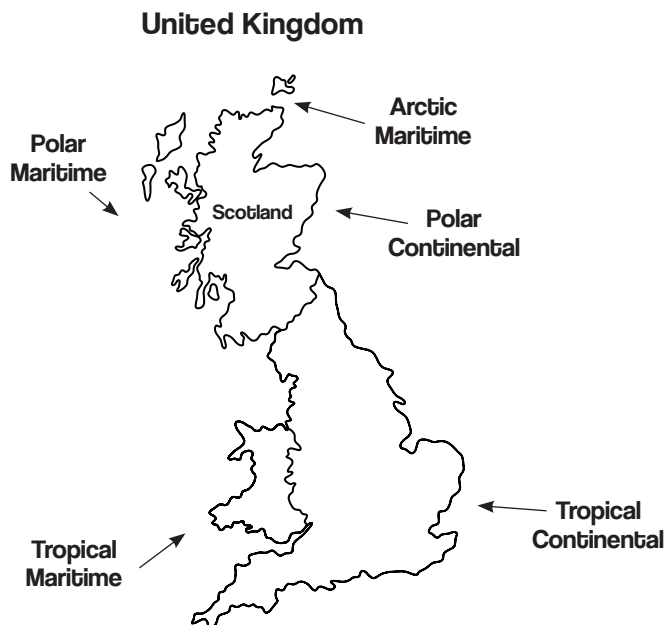 United Kingdom
Arctic
Maritime
Polar
Maritime
Scotland
Polar
Continental
Tropical
Continental
Tropical
Maritime